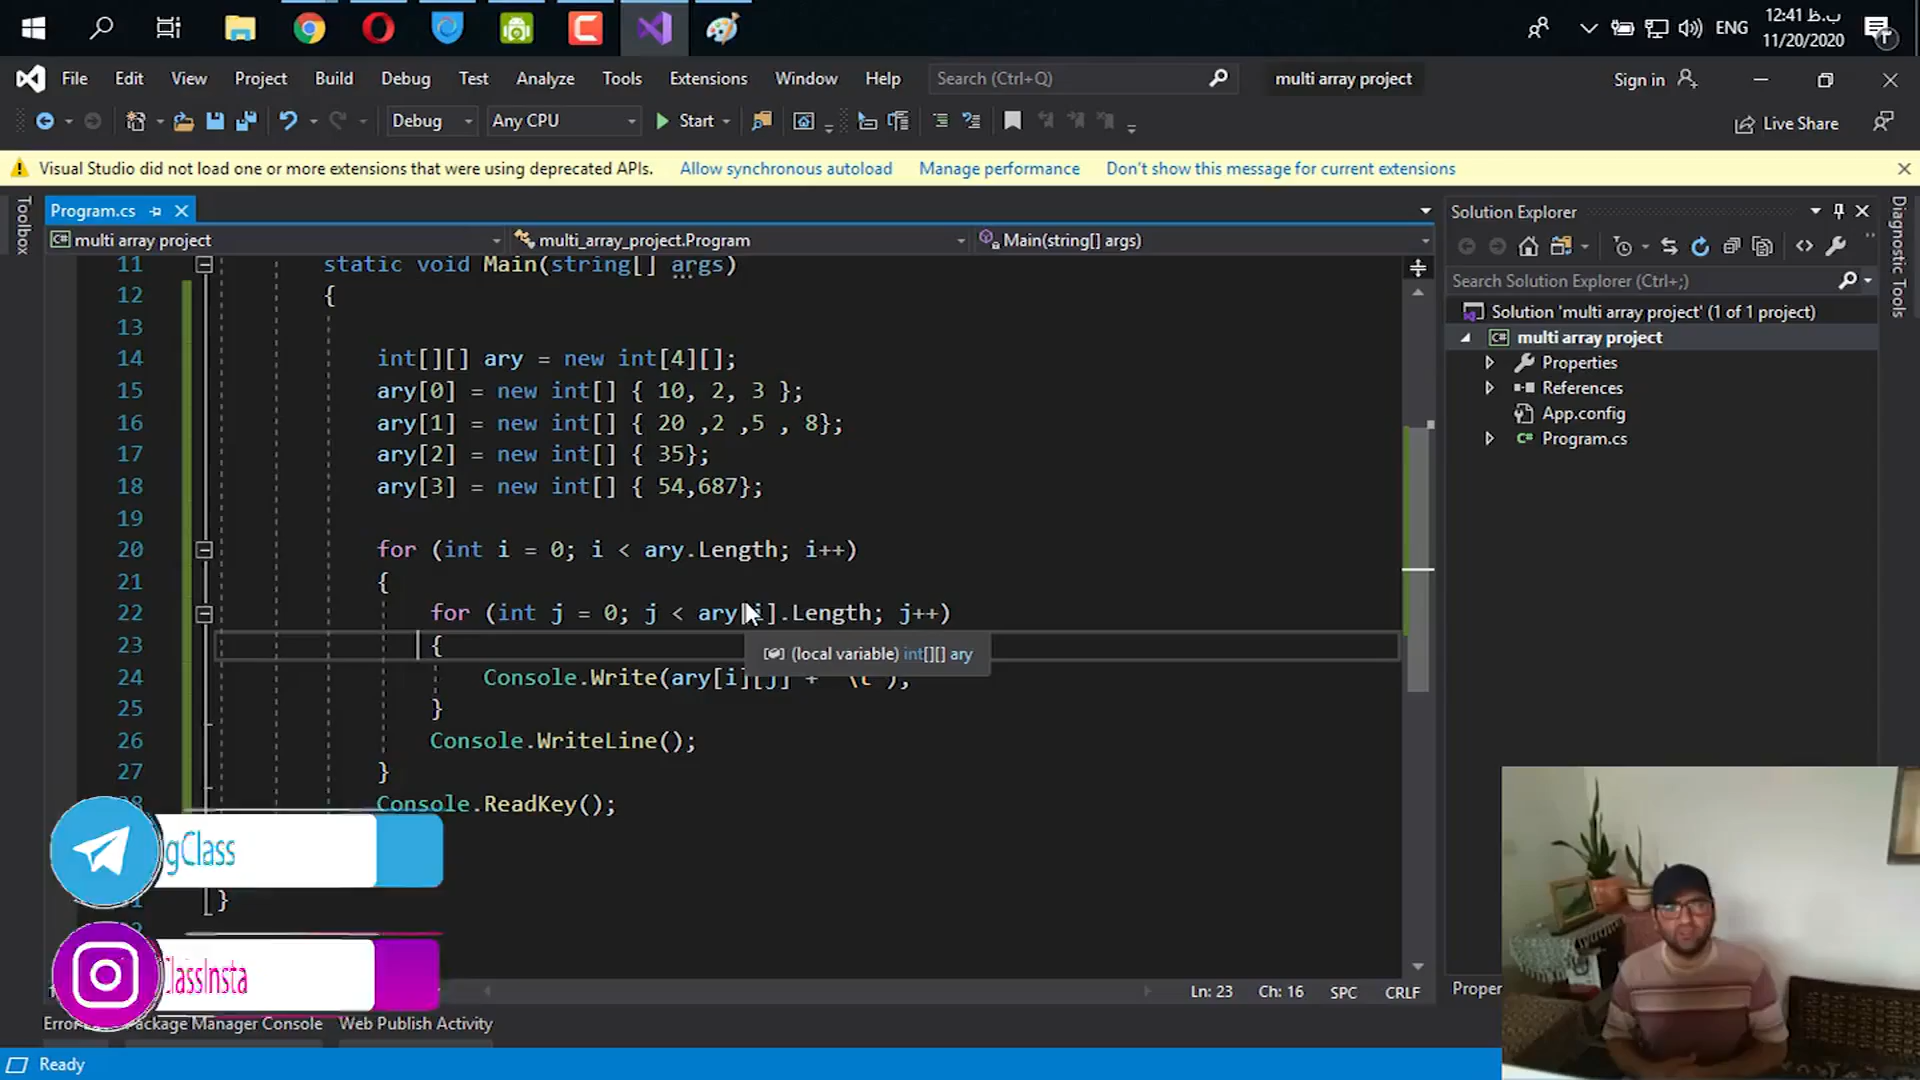 ENG
12:41 ب.ظ
11/20/2020
File Edit View Project Build Debug Test Analyze Tools Extensions Window Help Search (Ctrl+Q) multi array project Sign in
Debug Any CPU Start Live Share
Visual Studio did not load one or more extensions that were using deprecated APIs. Allow synchronous autoload Manage performance Don't show this message for current extensions
Toolbox
Program.cs
multi array project multi_array_project.Program Main(string[] args)
11 static void Main(string[] args)
12 {
13
14 int[][] ary = new int[4][];
15 ary[0] = new int[] { 10, 2, 3 };
16 ary[1] = new int[] { 20 ,2 ,5 , 8};
17 ary[2] = new int[] { 35};
18 ary[3] = new int[] { 54,687};
19
20 for (int i = 0; i < ary.Length; i++)
21 {
22 for (int j = 0; j < ary[i].Length; j++)
23 {
(local variable) int[][] ary
24 Console.Write(ary[i][j] + "\t");
25 }
26 Console.WriteLine();
27 }
Console.ReadKey();
}
gClass
ClassInsta
Ln: 23 Ch: 16 SPC CRLF
Package Manager Console Web Publish Activity
Ready
Solution Explorer
Search Solution Explorer (Ctrl+;)
Solution 'multi array project' (1 of 1 project)
multi array project
Properties
References
App.config
Program.cs
Diagnostic Tools
Proper